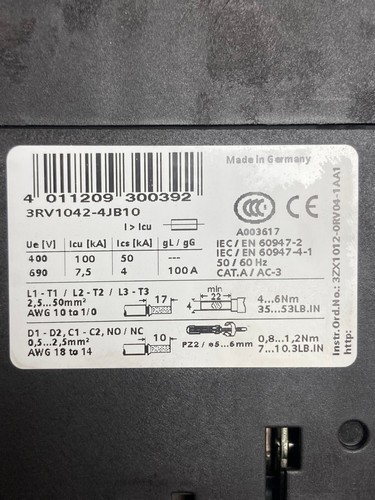 Made in Germany
4 011209 300392
3RV1042-4JB10
I > Icu
CCC
A003617
Ue [V] Icu [kA] Ics [kA] gL / gG
400 100 50 ----
690 7,5 4 100 A
IEC / EN 60947-2
IEC / EN 60947-4-1
50 / 60 Hz
CAT.A / AC-3
L1 - T1 / L2 - T2 / L3 - T3
2,5...50mm²
AWG 10 to 1/0
17
min
22
4
4...6Nm
35...53LB.IN
D1 - D2, C1 - C2, NO / NC
0,5...2,5mm²
AWG 18 to 14
10
PZ2 / ø5...6mm
0,8...1,2Nm
7...10.3LB.IN
Instr.Ord.No.: 3ZX1012-0RV04-1AA1
http: